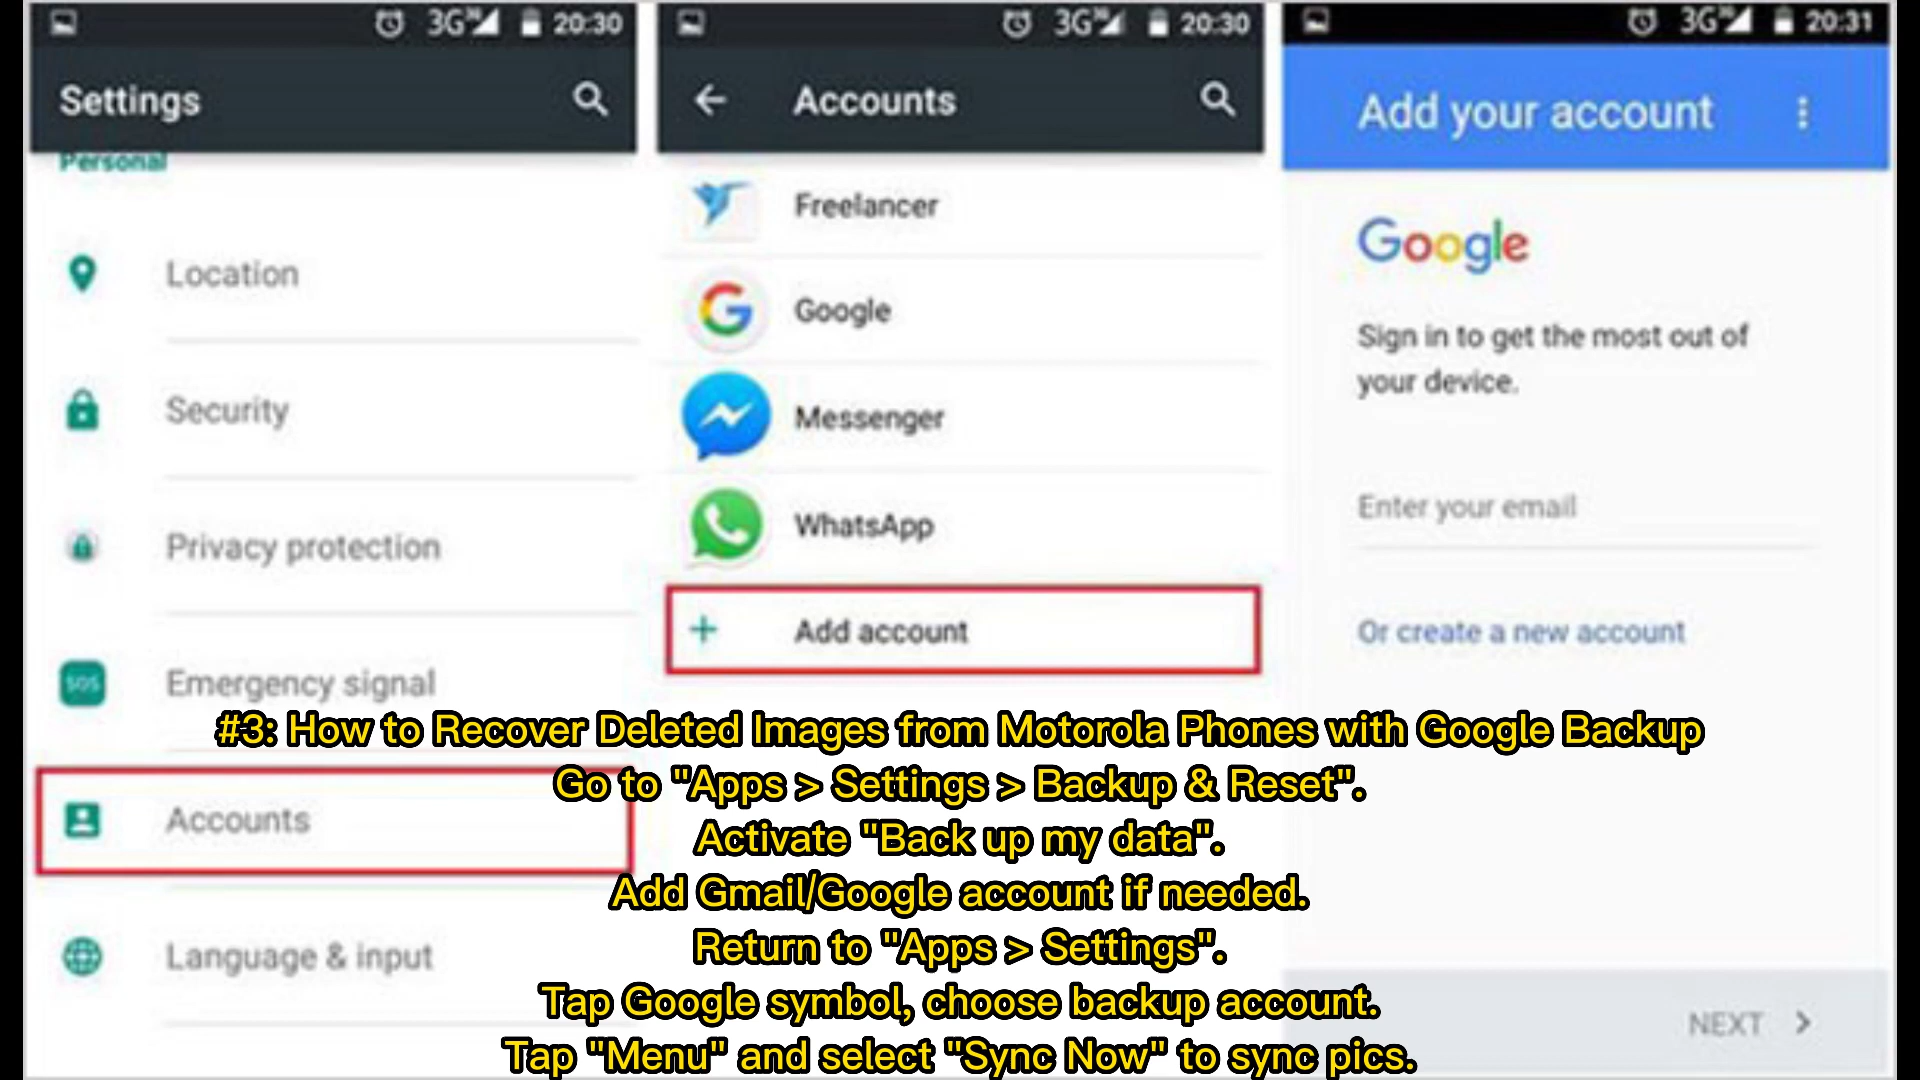 3G 20:30
Settings
Personal
Location
Security
Privacy protection
SOS
Emergency signal
Accounts
Language & input
3G 20:30
Accounts
Freelancer
Google
Messenger
WhatsApp
+ Add account
3G 20:31
Add your account
Google
Sign in to get the most out of
your device.
Enter your email
Or create a new account
NEXT >
#3: How to Recover Deleted Images from Motorola Phones with Google Backup
Go to "Apps > Settings > Backup & Reset".
Activate "Back up my data".
Add Gmail/Google account if needed.
Return to "Apps > Settings".
Tap Google symbol, choose backup account.
Tap "Menu" and select "Sync Now" to sync pics.